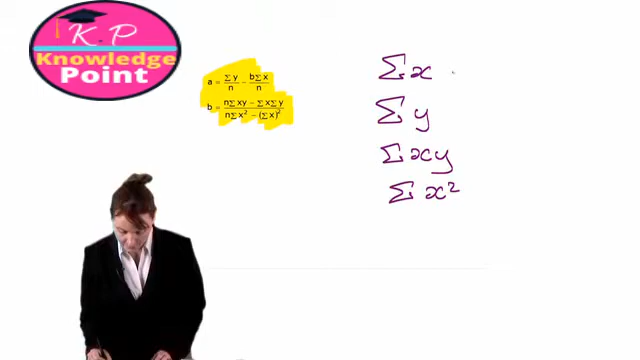 K.P
Knowledge
Point
a = Σy/n − bΣx/n
b = nΣxy − ΣxΣy / nΣx² − (Σx)²
Σx
Σy
Σxy
Σx²